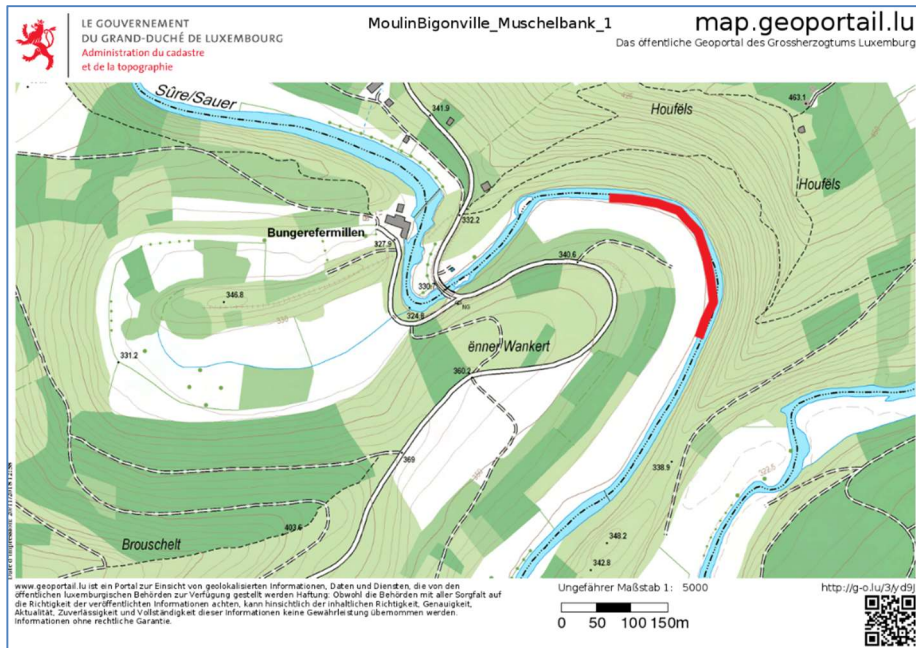 LE GOUVERNEMENT
DU GRAND-DUCHÉ DE LUXEMBOURG
Administration du cadastre
et de la topographie
MoulinBigonville_Muschelbank_1
map.geoportail.lu
Das öffentliche Geoportal des Grossherzogtums Luxemburg
Sûre/Sauer
341.9
Houfëls
463.1
Houfëls
332.2
Bungerefermillen
327.9
340.6
330.
346.8
330
324.8
NG
331.2
ënner Wankert
360.2
369
338.9
403.6
348.2
Brouschelt
342.8
www.geoportail.lu ist ein Portal zur Einsicht von geolokalisierten Informationen, Daten und Diensten, die von den
öffentlichen luxemburgischen Behörden zur Verfügung gestellt werden Haftung: Obwohl die Behörden mit aller Sorgfalt auf
die Richtigkeit der veröffentlichten Informationen achten, kann hinsichtlich der inhaltlichen Richtigkeit, Genauigkeit,
Aktualität, Zuverlässigkeit und Vollständigkeit dieser Informationen keine Gewährleistung übernommen werden.
Informationen ohne rechtliche Garantie.
Ungefährer Maßstab 1: 5000
http://g-o.lu/3/yd9j
0 50 100 150m